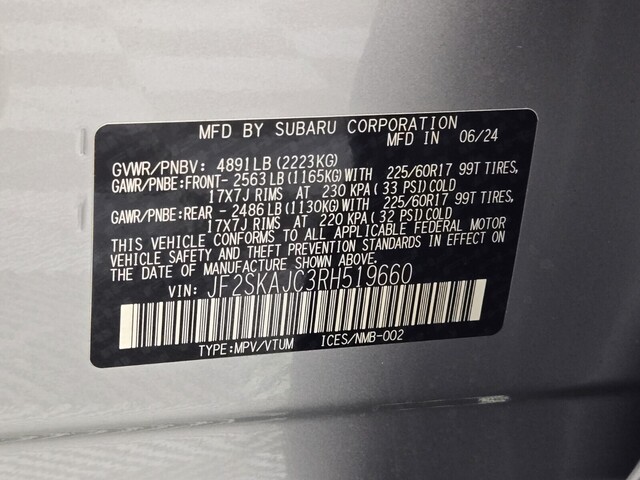 MFD BY SUBARU CORPORATION
MFD IN 06/24
GVWR/PNBV: 4891LB (2223KG)
GAWR/PNBE:FRONT- 2563LB (1165KG) WITH 225/60R17 99T TIRES,
17X7J RIMS AT 230 KPA( 33 PSI) COLD
GAWR/PNBE:REAR - 2486LB (1130KG) WITH 225/60R17 99T TIRES,
17X7J RIMS AT 220 KPA( 32 PSI) COLD
THIS VEHICLE CONFORMS TO ALL APPLICABLE FEDERAL MOTOR
VEHICLE SAFETY AND THEFT PREVENTION STANDARDS IN EFFECT ON
THE DATE OF MANUFACTURE SHOWN ABOVE.
VIN: JF2SKAJC3RH519660
TYPE:MPV/VTUM ICES/NMB-002